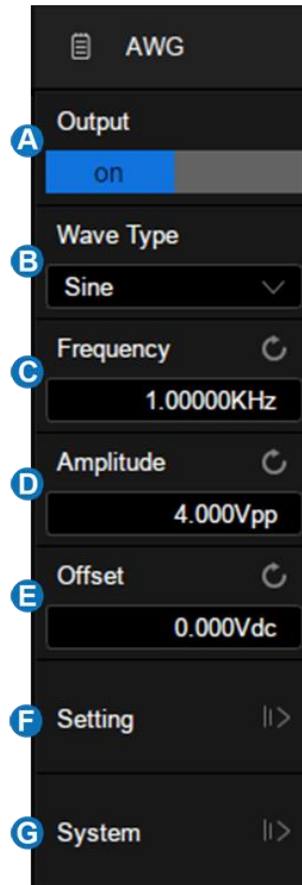 AWG
Output
A
on
Wave Type
B
Sine
Frequency
C
1.00000KHz
Amplitude
D
4.000Vpp
Offset
E
0.000Vdc
F Setting
G System